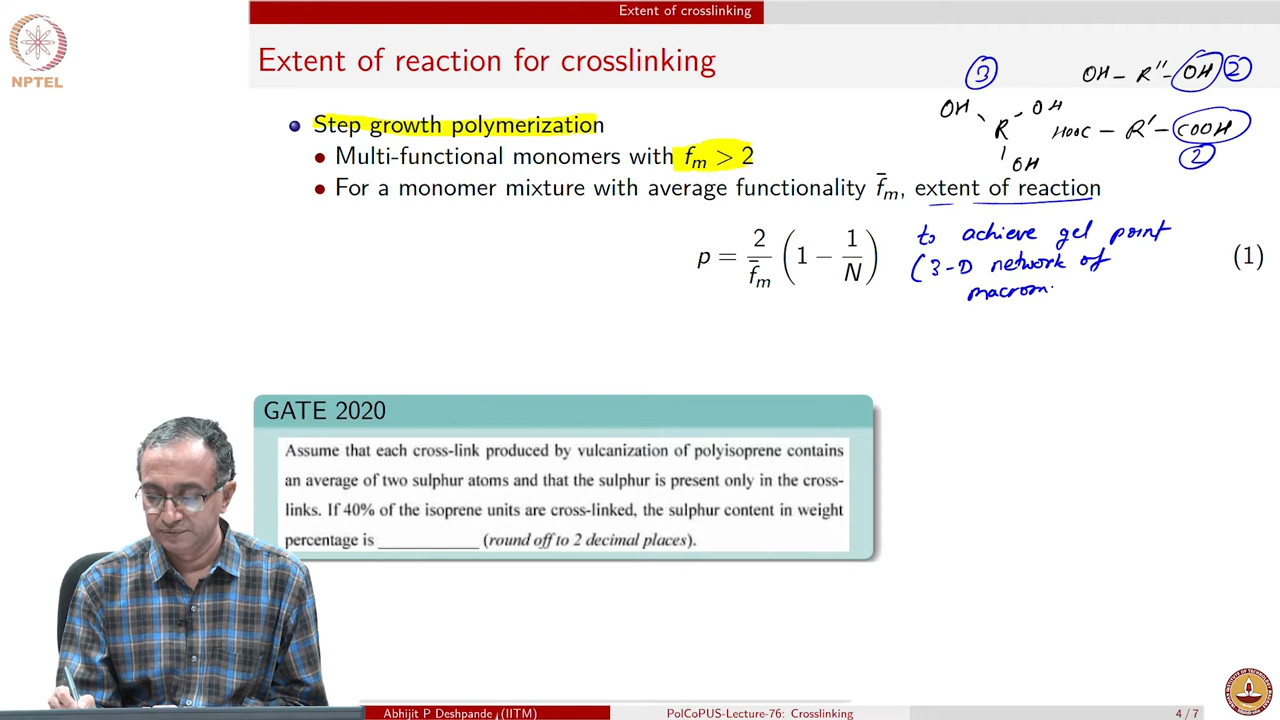 Extent of crosslinking
NPTEL
Extent of reaction for crosslinking
Step growth polymerization
Multi-functional monomers with f̄m > 2
For a monomer mixture with average functionality f̄m, extent of reaction
p = 2/f̄m (1 − 1/N) (1)
3
OH
OH
R
OH
OH – R'' – OH 2
HOOC – R' – COOH
2
to achieve gel point
(3-D network of
macrom.
GATE 2020
Assume that each cross-link produced by vulcanization of polyisoprene contains
an average of two sulphur atoms and that the sulphur is present only in the cross-
links. If 40% of the isoprene units are cross-linked, the sulphur content in weight
percentage is ____________ (round off to 2 decimal places).
Abhijit P Deshpande (IITM) PolCoPUS-Lecture-76: Crosslinking 4 / 7